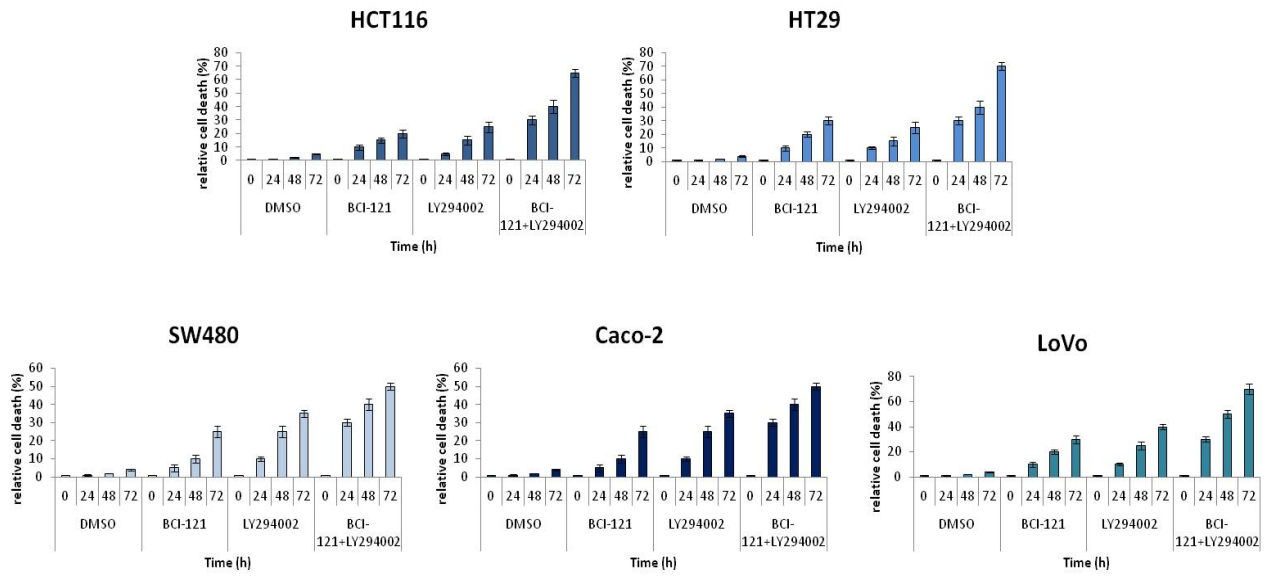 HCT116
relative cell death (%)
80
70
60
50
40
30
20
10
0
0 24 48 72 0 24 48 72 0 24 48 72 0 24 48 72
DMSO BCI-121 LY294002 BCI-
121+LY294002
Time (h)
HT29
relative cell death (%)
80
70
60
50
40
30
20
10
0
0 24 48 72 0 24 48 72 0 24 48 72 0 24 48 72
DMSO BCI-121 LY294002 BCI-
121+LY294002
Time (h)
SW480
relative cell death (%)
60
50
40
30
20
10
0
0 24 48 72 0 24 48 72 0 24 48 72 0 24 48 72
DMSO BCI-121 LY294002 BCI-
121+LY294002
Time (h)
Caco-2
relative cell death (%)
60
50
40
30
20
10
0
0 24 48 72 0 24 48 72 0 24 48 72 0 24 48 72
DMSO BCI-121 LY294002 BCI-
121+LY294002
Time (h)
LoVo
relative cell death (%)
80
60
40
20
0
0 24 48 72 0 24 48 72 0 24 48 72 0 24 48 72
DMSO BCI-121 LY294002 BCI-
121+LY294002
Time (h)